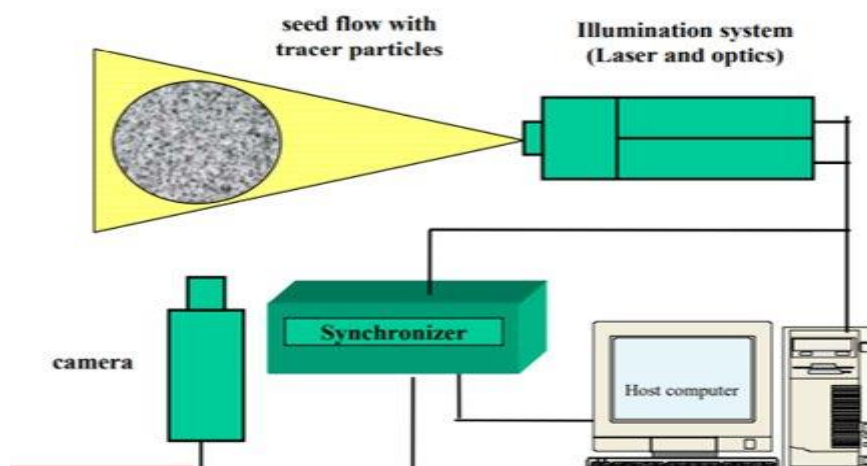 seed flow with
tracer particles
Illumination system
(Laser and optics)
Synchronizer
camera
Host computer